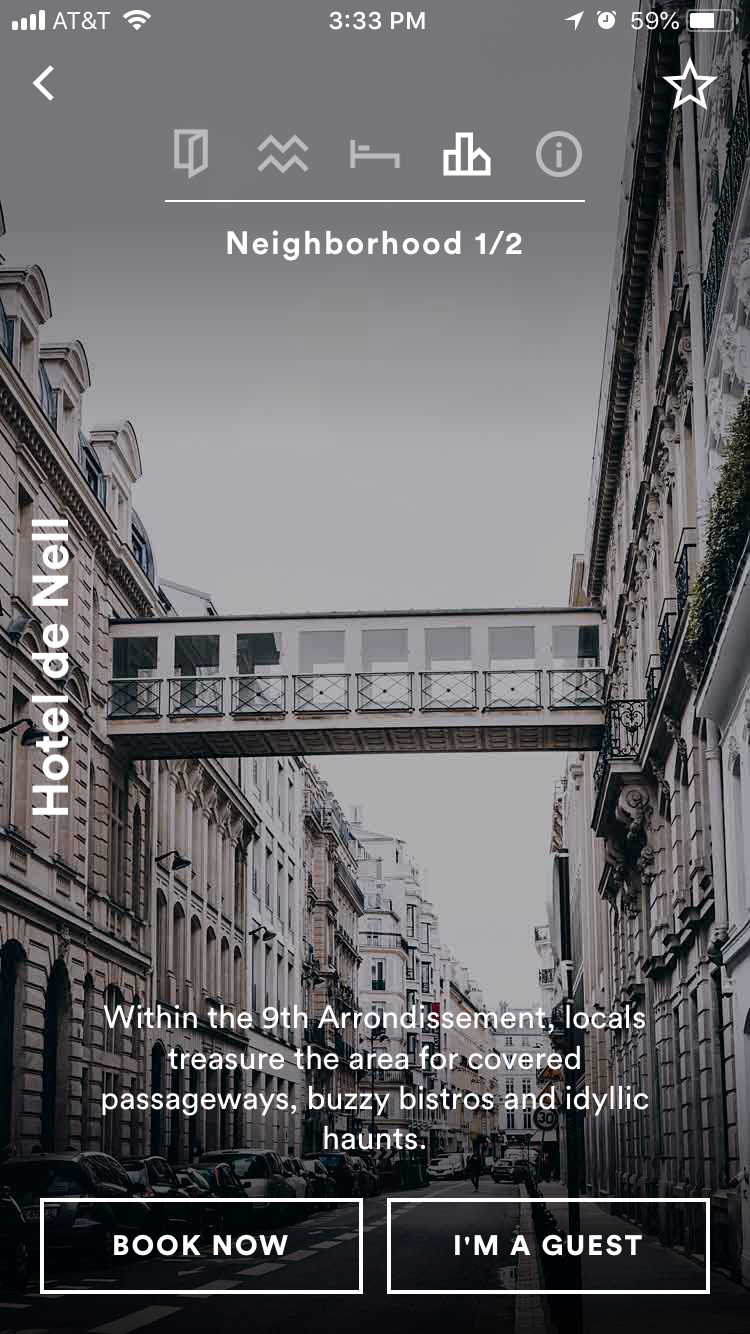 AT&T 3:33 PM 59%
Neighborhood 1/2
Hotel de Nell
Within the 9th Arrondissement, locals
treasure the area for covered
passageways, buzzy bistros and idyllic
haunts.
30
BOOK NOW I'M A GUEST